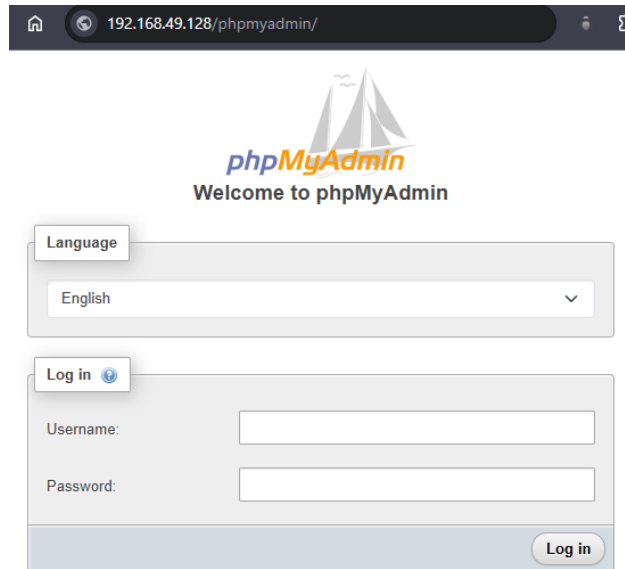 192.168.49.128/phpmyadmin/
phpMyAdmin
Welcome to phpMyAdmin
Language
English
Log in
Username:
Password:
Log in